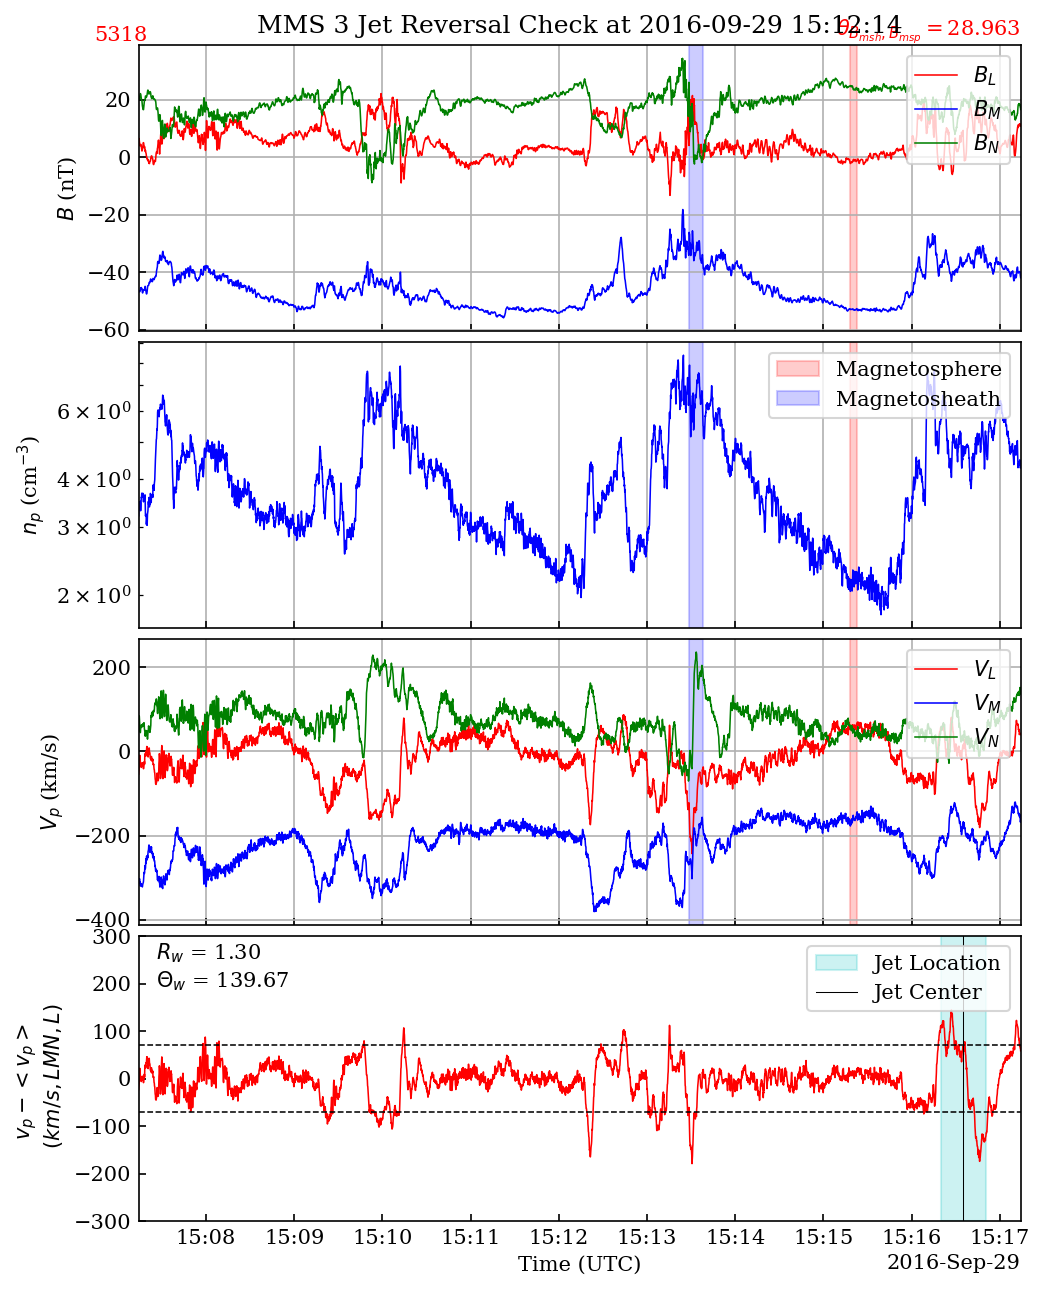 5318
MMS 3 Jet Reversal Check at 2016-09-29 15:12:14
θ_{B_{msh}, B_{msp}} = 28.963
20
0
−20
−40
−60
B (nT)
B_L
B_M
B_N
6 × 10^0
4 × 10^0
3 × 10^0
2 × 10^0
n_p (cm^{−3})
Magnetosphere
Magnetosheath
200
0
−200
−400
V_p (km/s)
V_L
V_M
V_N
300
200
100
0
−100
−200
−300
v_p − <v_p>
(km/s, LMN, L)
R_w = 1.30
Θ_w = 139.67
Jet Location
Jet Center
15:08 15:09 15:10 15:11 15:12 15:13 15:14 15:15 15:16 15:17
Time (UTC)
2016-Sep-29